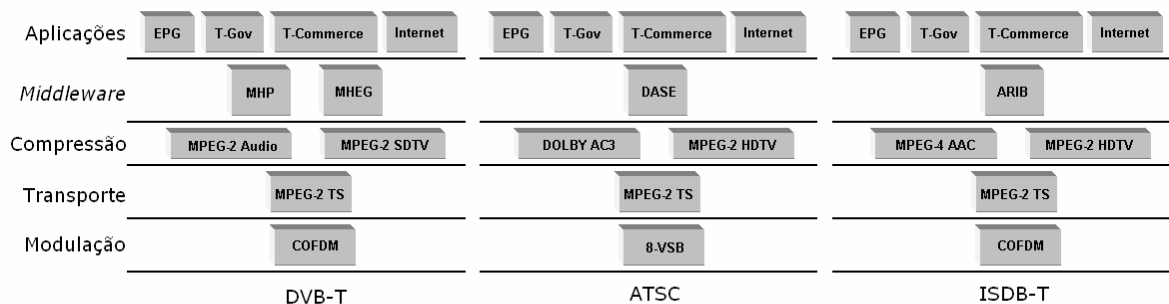 Aplicações EPG T-Gov T-Commerce Internet EPG T-Gov T-Commerce Internet EPG T-Gov T-Commerce Internet
Middleware MHP MHEG DASE ARIB
Compressão MPEG-2 Audio MPEG-2 SDTV DOLBY AC3 MPEG-2 HDTV MPEG-4 AAC MPEG-2 HDTV
Transporte MPEG-2 TS MPEG-2 TS MPEG-2 TS
Modulação COFDM 8-VSB COFDM
DVB-T ATSC ISDB-T